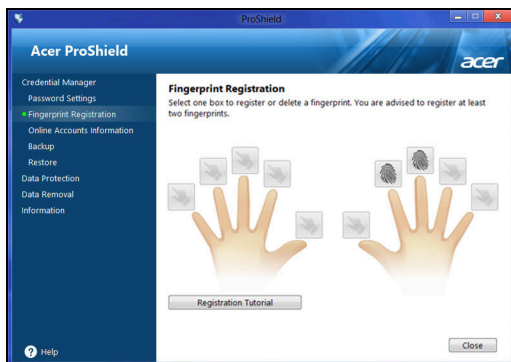 ProShield
Acer ProShield
acer
Credential Manager
Password Settings
Fingerprint Registration
Online Accounts Information
Backup
Restore
Data Protection
Data Removal
Information
Help
Fingerprint Registration
Select one box to register or delete a fingerprint. You are advised to register at least
two fingerprints.
Registration Tutorial
Close